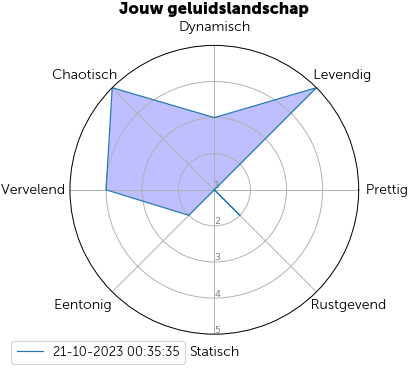 Jouw geluidslandschap
Dynamisch
Chaotisch
Levendig
Vervelend
1
Prettig
2
3
4
Eentonig
Rustgevend
5
21-10-2023 00:35:35
Statisch